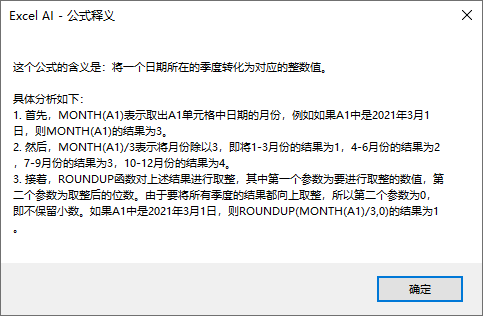 Excel AI - 公式释义
这个公式的含义是：将一个日期所在的季度转化为对应的整数值。
具体分析如下：
1. 首先，MONTH(A1)表示取出A1单元格中日期的月份，例如如果A1中是2021年3月1
日，则MONTH(A1)的结果为3。
2. 然后，MONTH(A1)/3表示将月份除以3，即将1-3月份的结果为1，4-6月份的结果为2
，7-9月份的结果为3，10-12月份的结果为4。
3. 接着，ROUNDUP函数对上述结果进行取整，其中第一个参数为要进行取整的数值，第
二个参数为取整后的位数。由于要将所有季度的结果都向上取整，所以第二个参数为0，
即不保留小数。如果A1中是2021年3月1日，则ROUNDUP(MONTH(A1)/3,0)的结果为1
。
确定